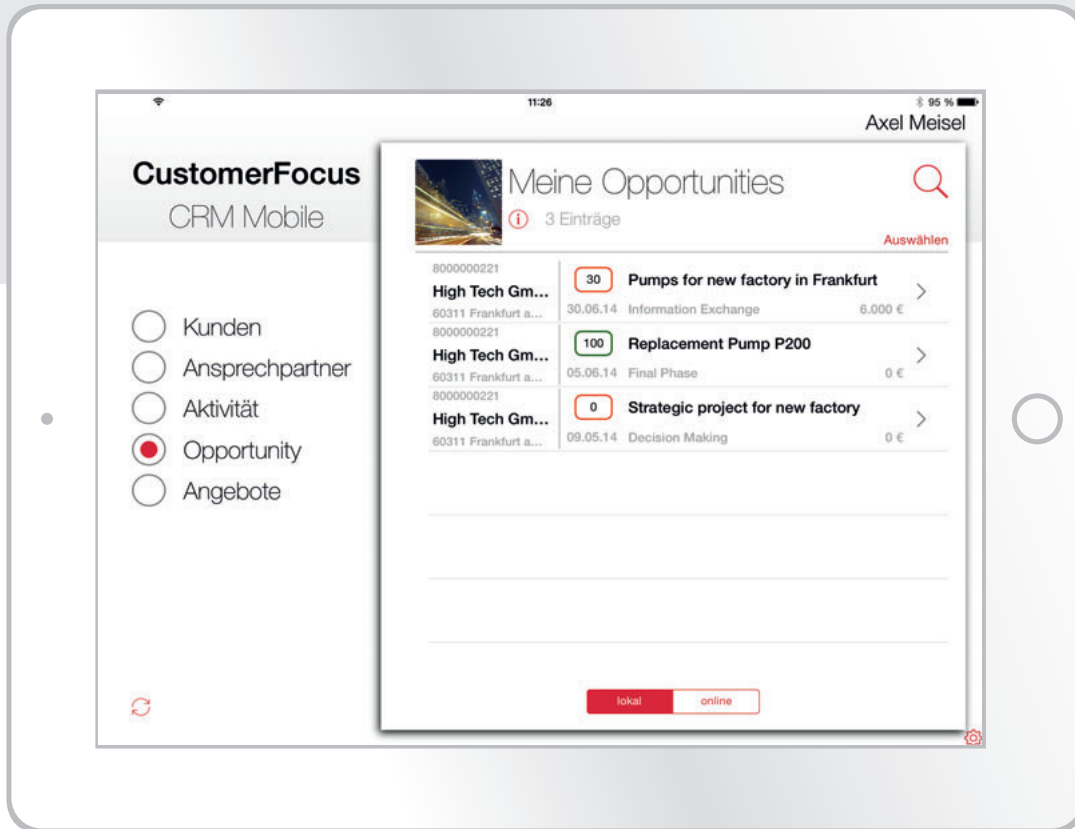 11:26
95 %
Axel Meisel
CustomerFocus
CRM Mobile
Kunden
Ansprechpartner
Aktivität
Opportunity
Angebote
Meine Opportunities
i 3 Einträge
Auswählen
8000000221
High Tech Gm...
60311 Frankfurt a...
30 Pumps for new factory in Frankfurt
30.06.14 Information Exchange 6.000 €
8000000221
High Tech Gm...
60311 Frankfurt a...
100 Replacement Pump P200
05.06.14 Final Phase 0 €
8000000221
High Tech Gm...
60311 Frankfurt a...
0 Strategic project for new factory
09.05.14 Decision Making 0 €
lokal online